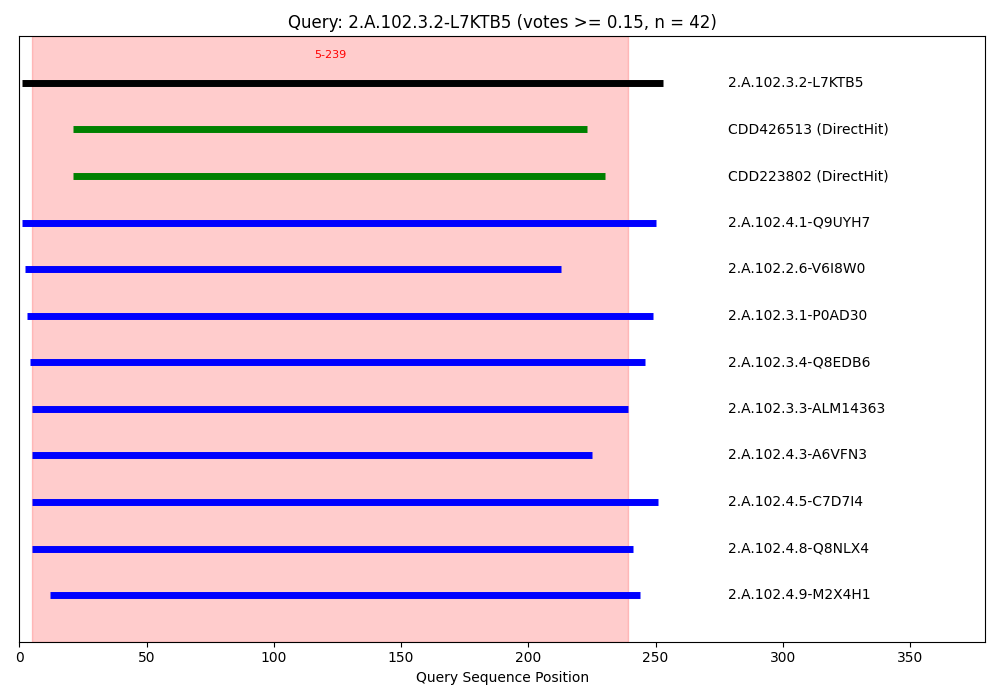 Query: 2.A.102.3.2-L7KTB5 (votes >= 0.15, n = 42)
5-239
2.A.102.3.2-L7KTB5
CDD426513 (DirectHit)
CDD223802 (DirectHit)
2.A.102.4.1-Q9UYH7
2.A.102.2.6-V6I8W0
2.A.102.3.1-P0AD30
2.A.102.3.4-Q8EDB6
2.A.102.3.3-ALM14363
2.A.102.4.3-A6VFN3
2.A.102.4.5-C7D7I4
2.A.102.4.8-Q8NLX4
2.A.102.4.9-M2X4H1
0 50 100 150 200 250 300 350
Query Sequence Position